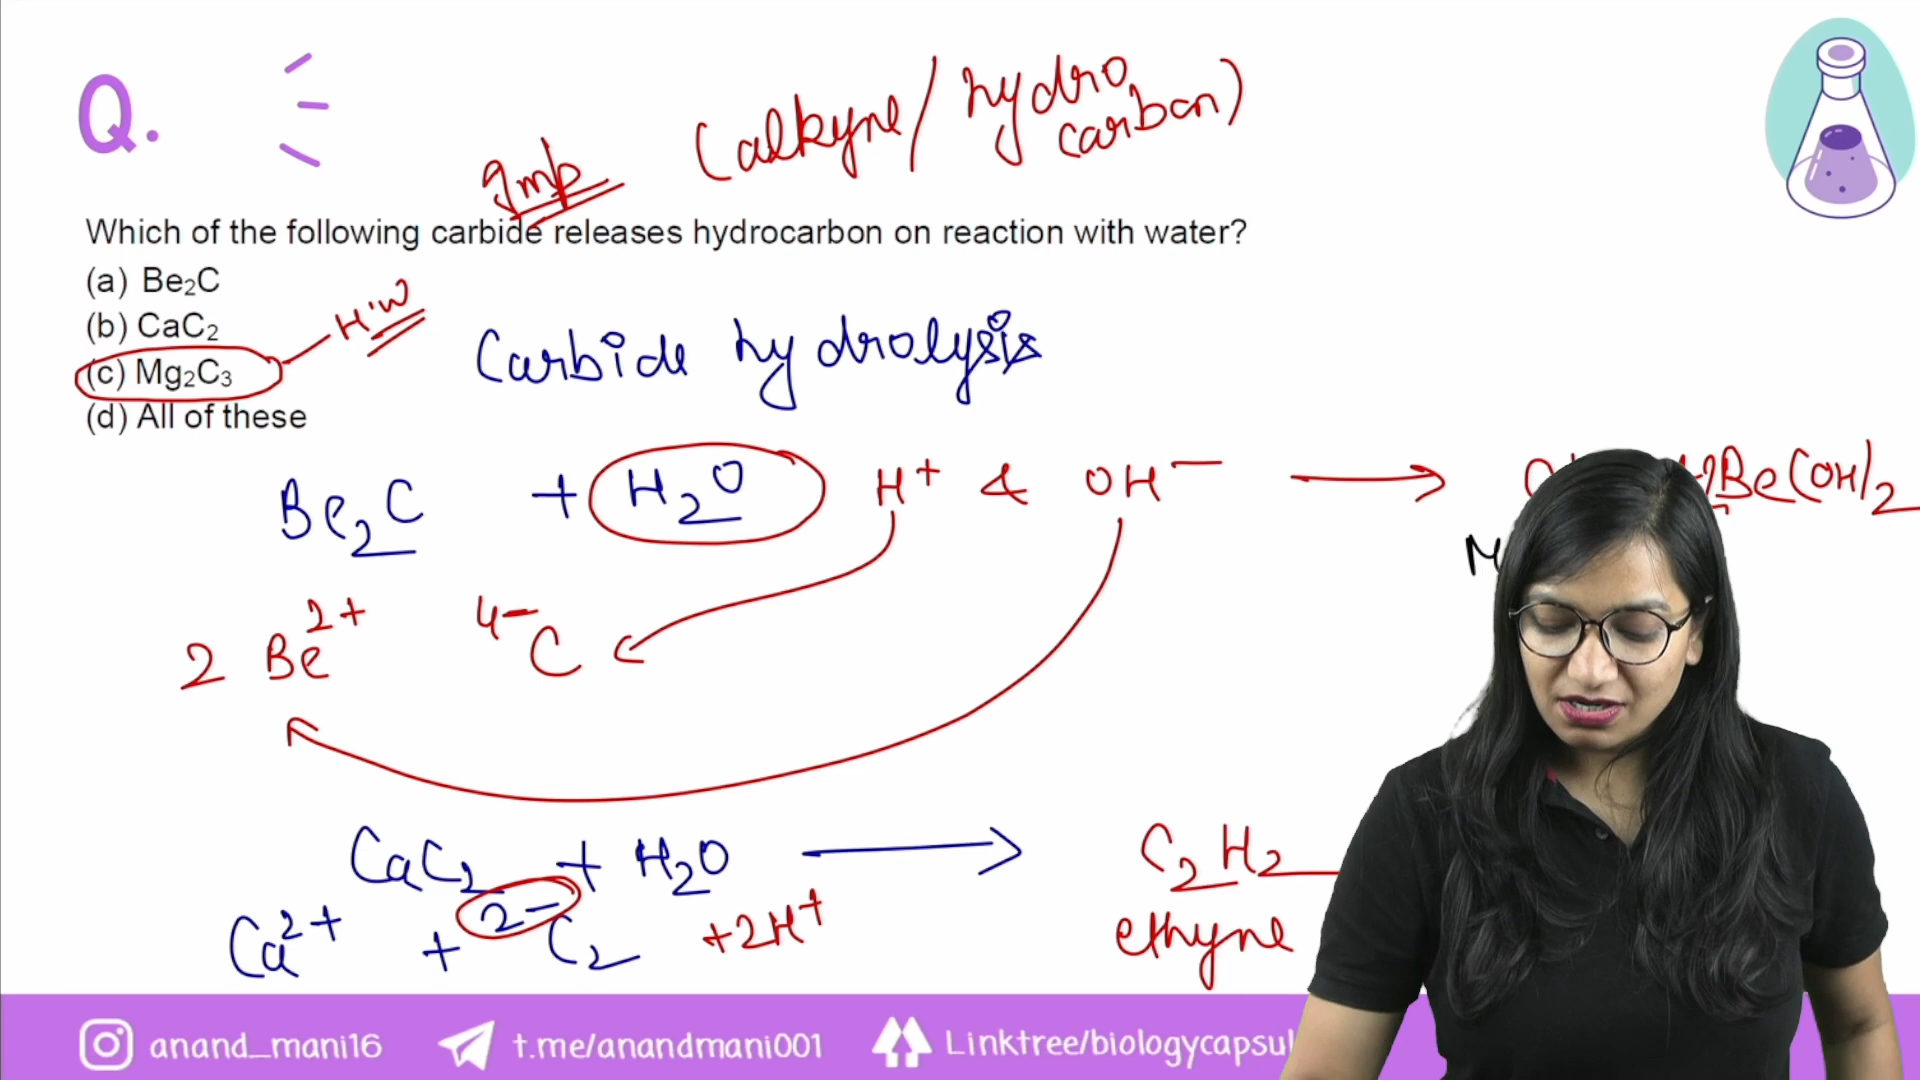 Q.
(alkyne/hydro
carbon)
Imp
Which of the following carbide releases hydrocarbon on reaction with water?
(a) Be₂C
(b) CaC₂
H.W
(c) Mg₂C₃
(d) All of these
Carbide hydrolysis
Be₂C + H₂O H⁺ & OH⁻ → 2Be(OH)₂
2 Be²⁺ ⁴⁻C
CaC₂ + H₂O → C₂H₂
Ca²⁺ + ²⁻C₂ +2H⁺ ethyne
anand_mani16 t.me/anandmani001 Linktree/biologycapsul